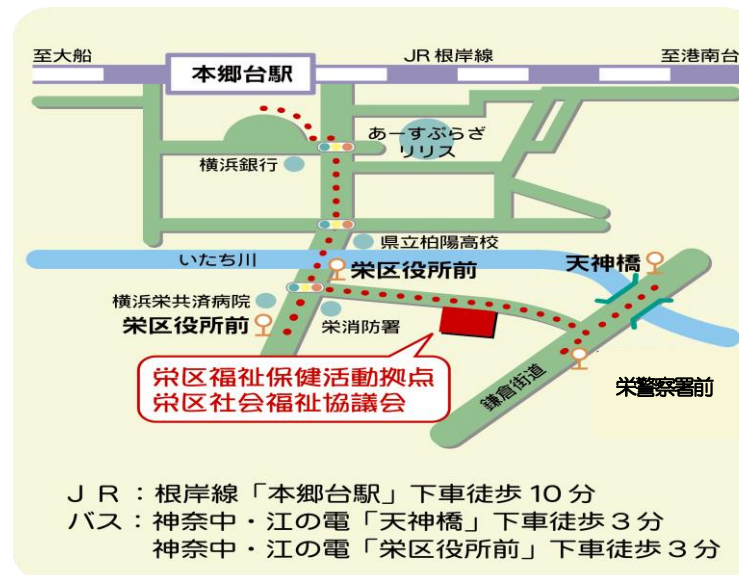 至大船
JR根岸線
至港南台
本郷台駅
あーすぷらざ
リリス
横浜銀行
県立柏陽高校
いたち川
栄区役所前
天神橋
横浜栄共済病院
栄区役所前
栄消防署
栄区福祉保健活動拠点
栄区社会福祉協議会
鎌倉街道
栄警察署前
ＪＲ：根岸線「本郷台駅」下車徒歩10分
バス：神奈中・江の電「天神橋」下車徒歩３分
神奈中・江の電「栄区役所前」下車徒歩３分